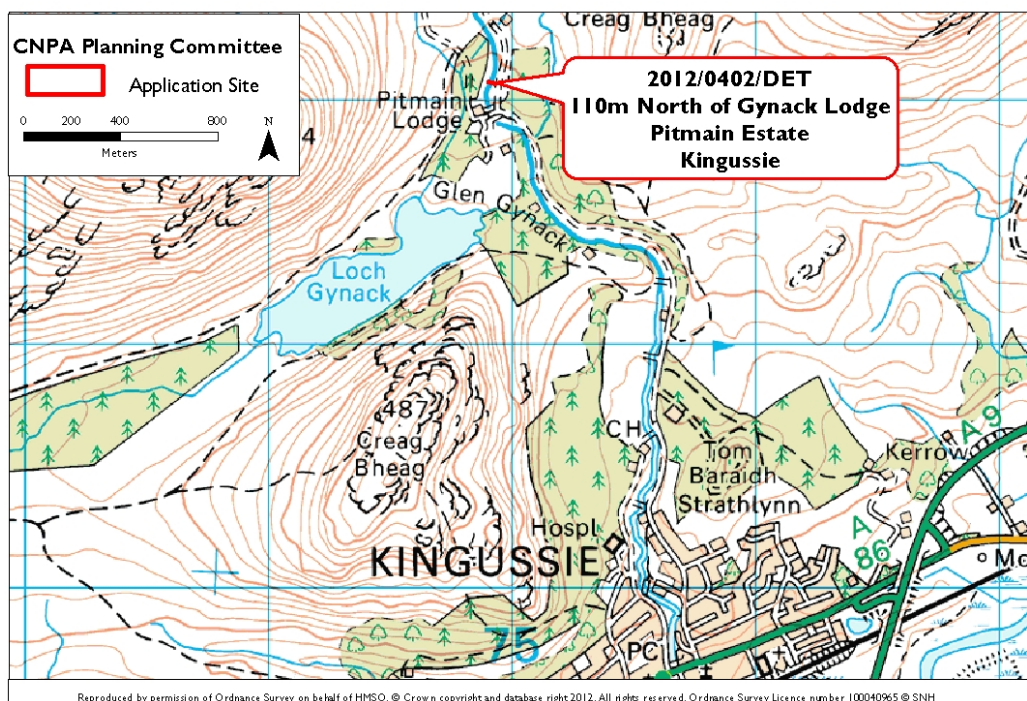 CNPA Planning Committee
Application Site
0 200 400 800
Meters
N
4
Creag Bheag
2012/0402/DET
110m North of Gynack Lodge
Pitmain Estate
Kingussie
Pitmain
Lodge
Glen Gynack
Loch
Gynack
487
Creag
Bheag
CH
Tom
Baraidh
Strathlynn
Kerrow
A 9
A
86
Hospl
KINGUSSIE
Mo
75
PC
Reproduced by permission of Ordnance Survey on behalf of HMSO. © Crown copyright and database right 2012. All rights reserved. Ordnance Survey Licence number 100040965 © SNH